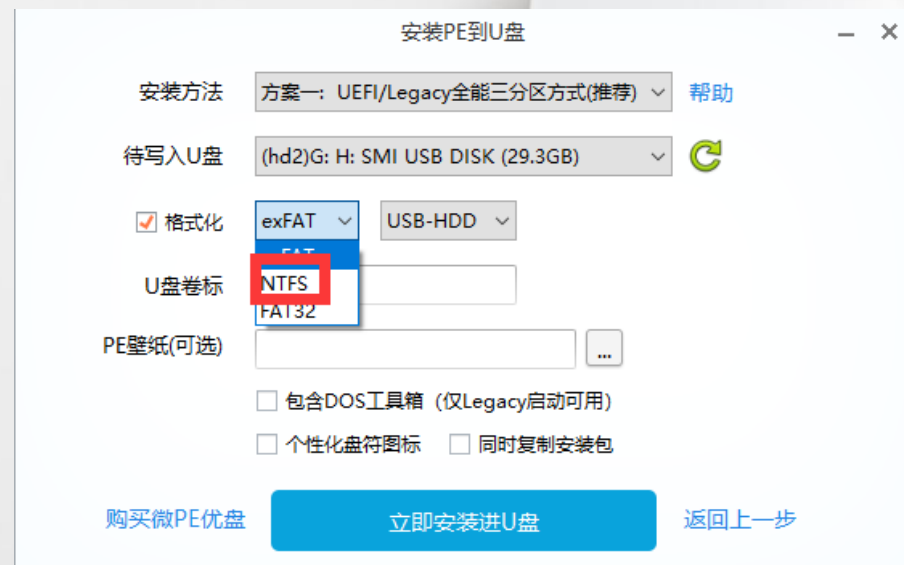 安装PE到U盘
安装方法 方案一: UEFI/Legacy全能三分区方式(推荐) 帮助
待写入U盘 (hd2)G: H: SMI USB DISK (29.3GB)
格式化 exFAT USB-HDD
FAT
U盘卷标 NTFS
FAT32
PE壁纸(可选) ...
包含DOS工具箱（仅Legacy启动可用）
个性化盘符图标 同时复制安装包
购买微PE优盘 立即安装进U盘 返回上一步